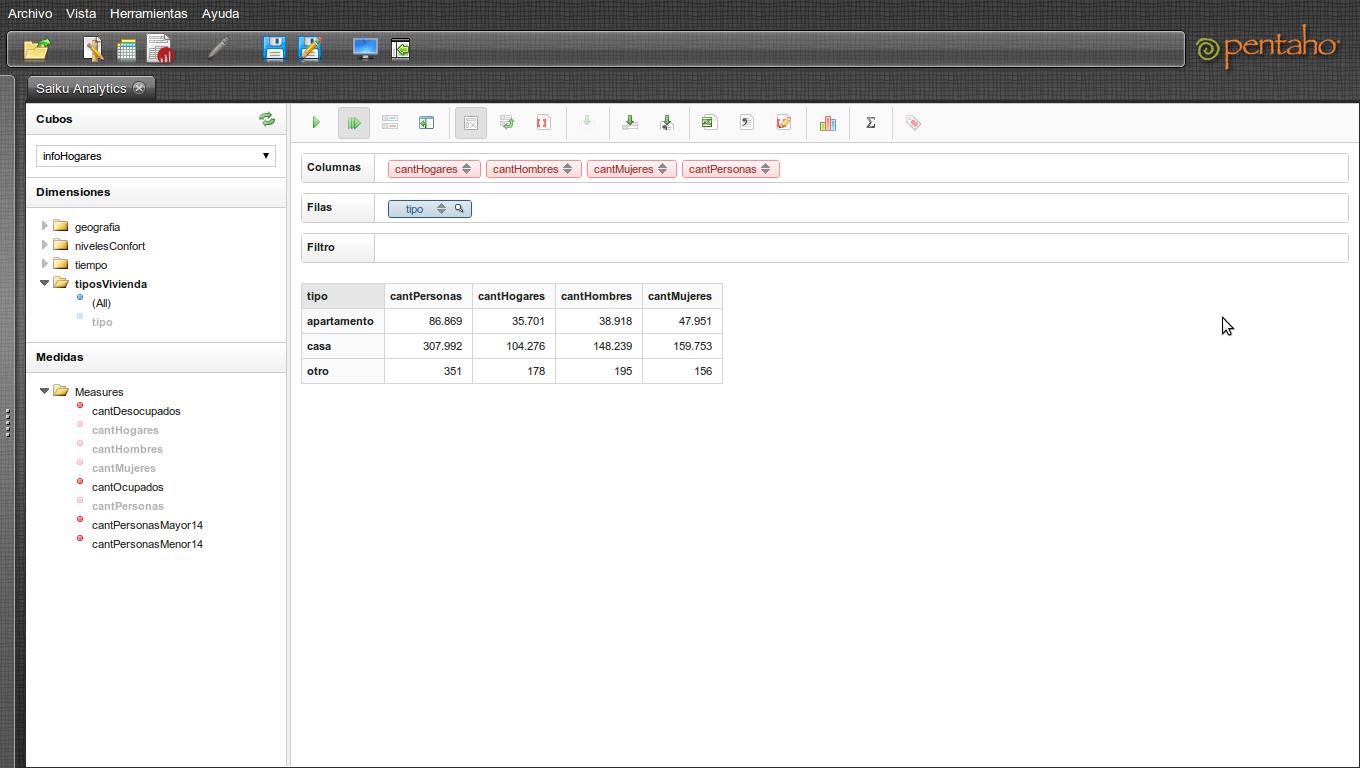 Archivo Vista Herramientas Ayuda
pentaho
Saiku Analytics
Cubos
infoHogares
Dimensiones
geografia
nivelesConfort
tiempo
tiposVivienda
(All)
tipo
Medidas
Measures
cantDesocupados
cantHogares
cantHombres
cantMujeres
cantOcupados
cantPersonas
cantPersonasMayor14
cantPersonasMenor14
Columnas cantHogares cantHombres cantMujeres cantPersonas
Filas tipo
Filtro
tipo cantPersonas cantHogares cantHombres cantMujeres
apartamento 86.869 35.701 38.918 47.951
casa 307.992 104.276 148.239 159.753
otro 351 178 195 156